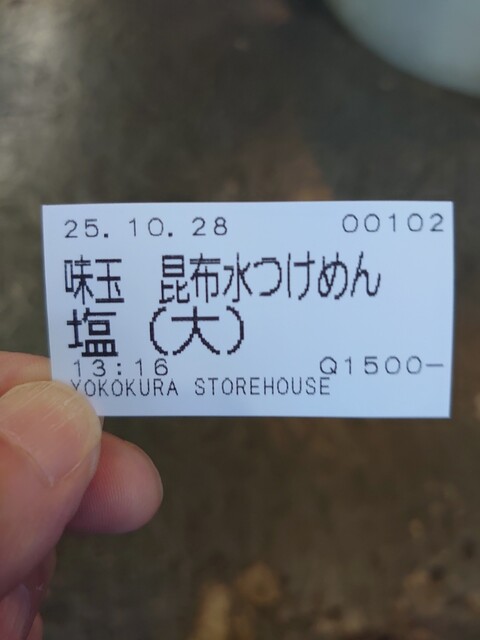 25.10.28 00102
味玉 昆布水つけめん
塩(大)
13:16 Q1500-
YOKOKURA STOREHOUSE